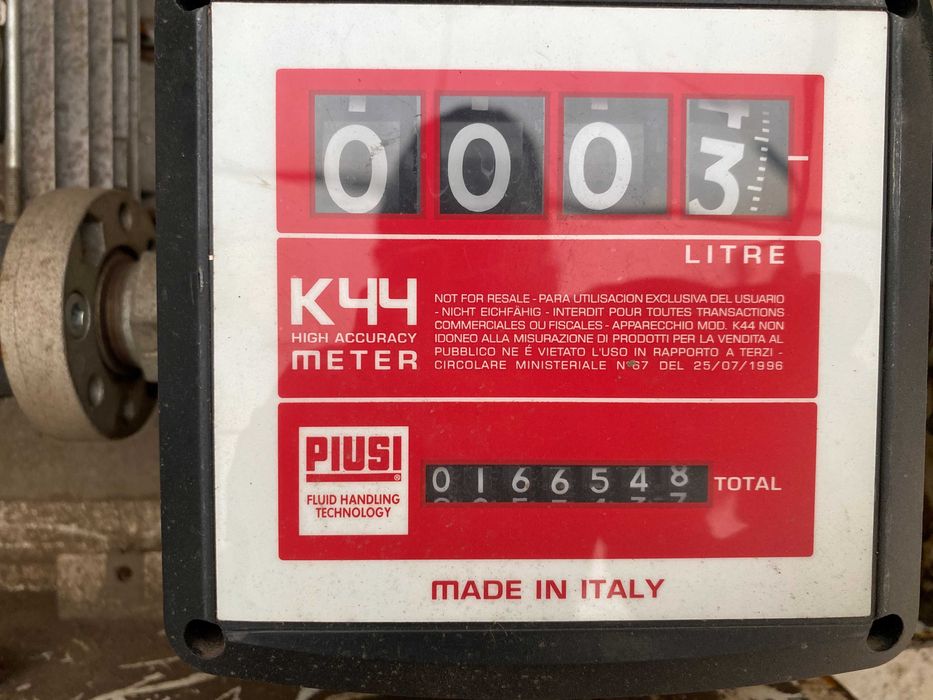 0003
LITRE
K44
HIGH ACCURACY
METER
NOT FOR RESALE - PARA UTILISACION EXCLUSIVA DEL USUARIO
- NICHT EICHFÄHIG - INTERDIT POUR TOUTES TRANSACTIONS
COMMERCIALES OU FISCALES - APPARECCHIO MOD. K44 NON
IDONEO ALLA MISURAZIONE DI PRODOTTI PER LA VENDITA AL
PUBBLICO NE É VIETATO L'USO IN RAPPORTO A TERZI -
CIRCOLARE MINISTERIALE N°67 DEL 25/07/1996
PIUSI®
FLUID HANDLING
TECHNOLOGY
0166548 TOTAL
MADE IN ITALY